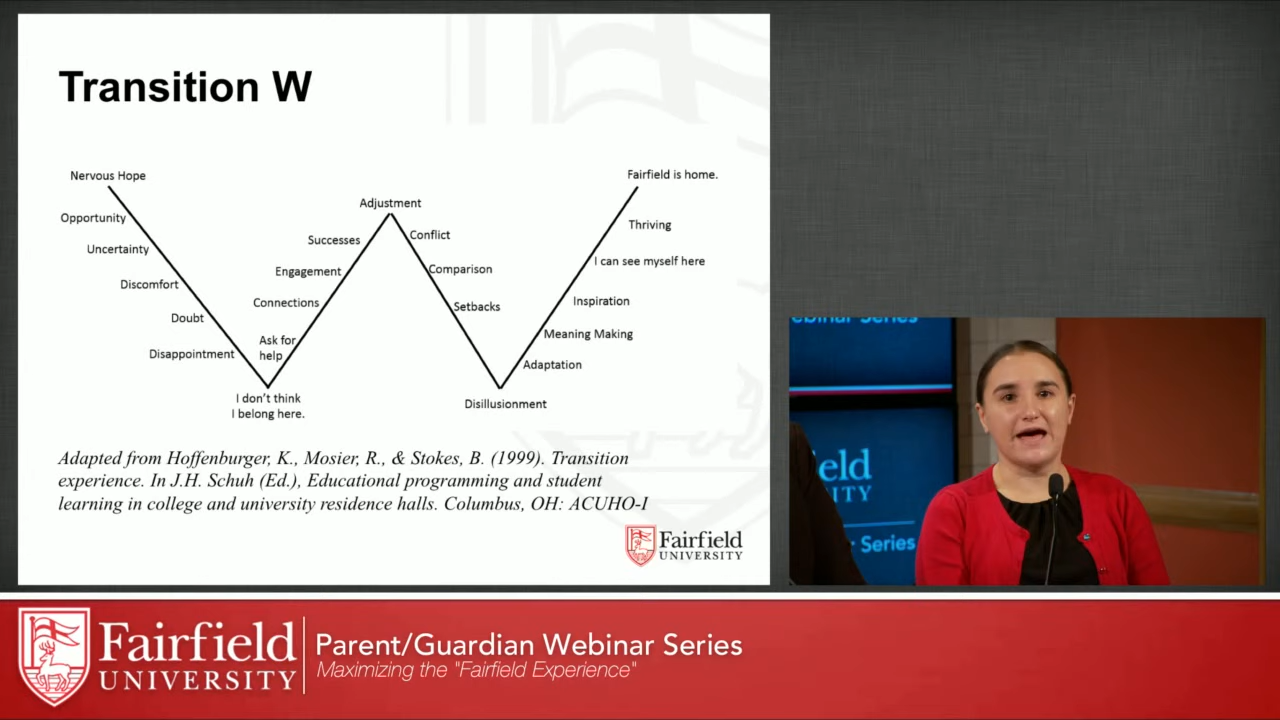 Transition W
Nervous Hope
Opportunity
Uncertainty
Discomfort
Doubt
Disappointment
I don't think
I belong here.
Ask for
help
Connections
Engagement
Successes
Adjustment
Conflict
Comparison
Setbacks
Disillusionment
Adaptation
Meaning Making
Inspiration
I can see myself here
Thriving
Fairfield is home.
Adapted from Hoffenburger, K., Mosier, R., & Stokes, B. (1999). Transition
experience. In J.H. Schuh (Ed.), Educational programming and student
learning in college and university residence halls. Columbus, OH: ACUHO-I
Fairfield
UNIVERSITY
Series
Fairfield
UNIVERSITY
Parent/Guardian Webinar Series
Maximizing the "Fairfield Experience"